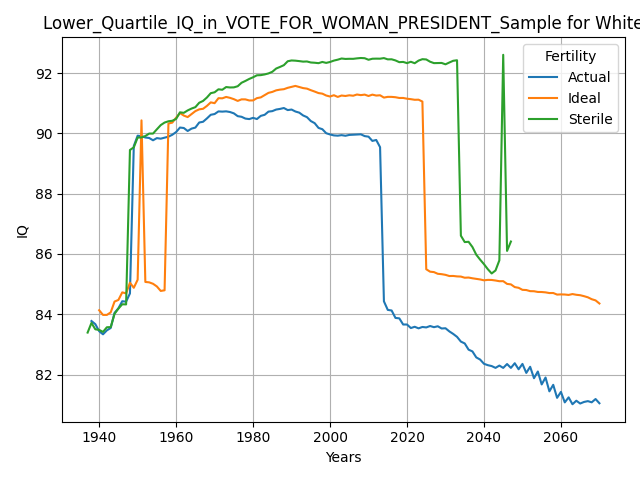 Lower_Quartile_IQ_in_VOTE_FOR_WOMAN_PRESIDENT_Sample for White
92
90
88
86
84
82
IQ
Fertility
Actual
Ideal
Sterile
1940 1960 1980 2000 2020 2040 2060
Years